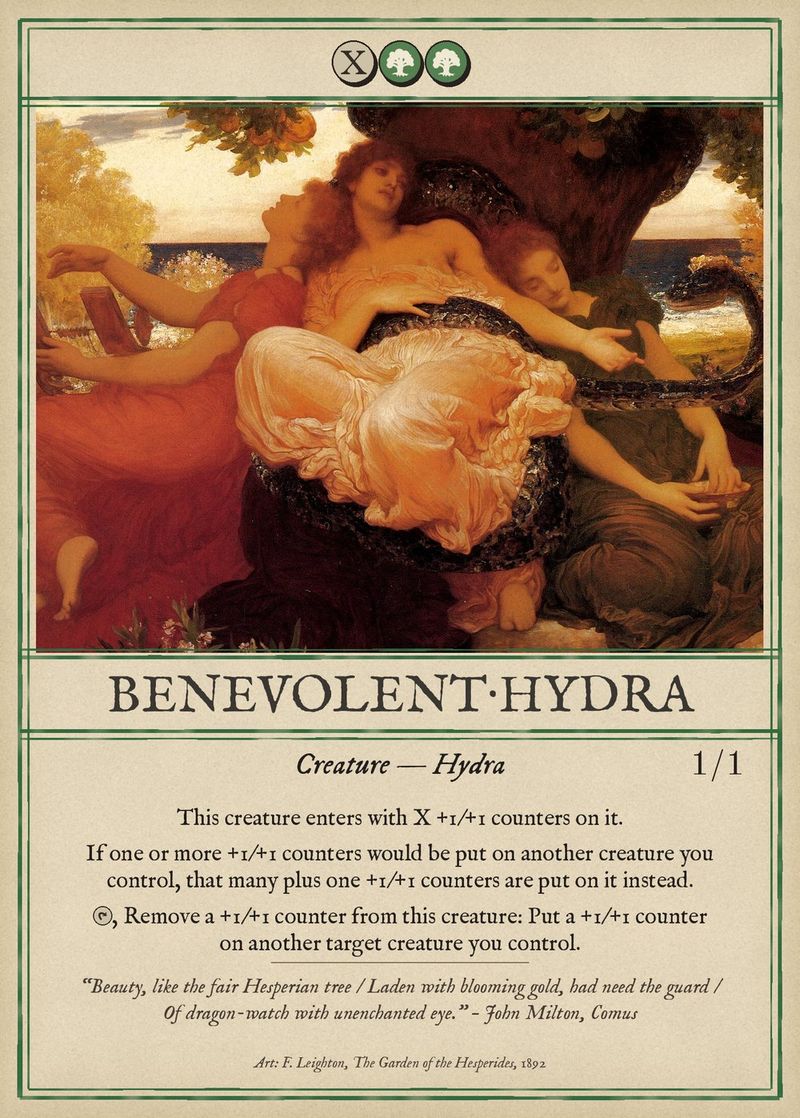 X
BENEVOLENT·HYDRA
Creature — Hydra 1/1
This creature enters with X +1/+1 counters on it.
If one or more +1/+1 counters would be put on another creature you
control, that many plus one +1/+1 counters are put on it instead.
, Remove a +1/+1 counter from this creature: Put a +1/+1 counter
on another target creature you control.
“Beauty, like the fair Hesperian tree / Laden with blooming gold, had need the guard /
Of dragon-watch with unenchanted eye.” - John Milton, Comus
Art: F. Leighton, The Garden of the Hesperides, 1892